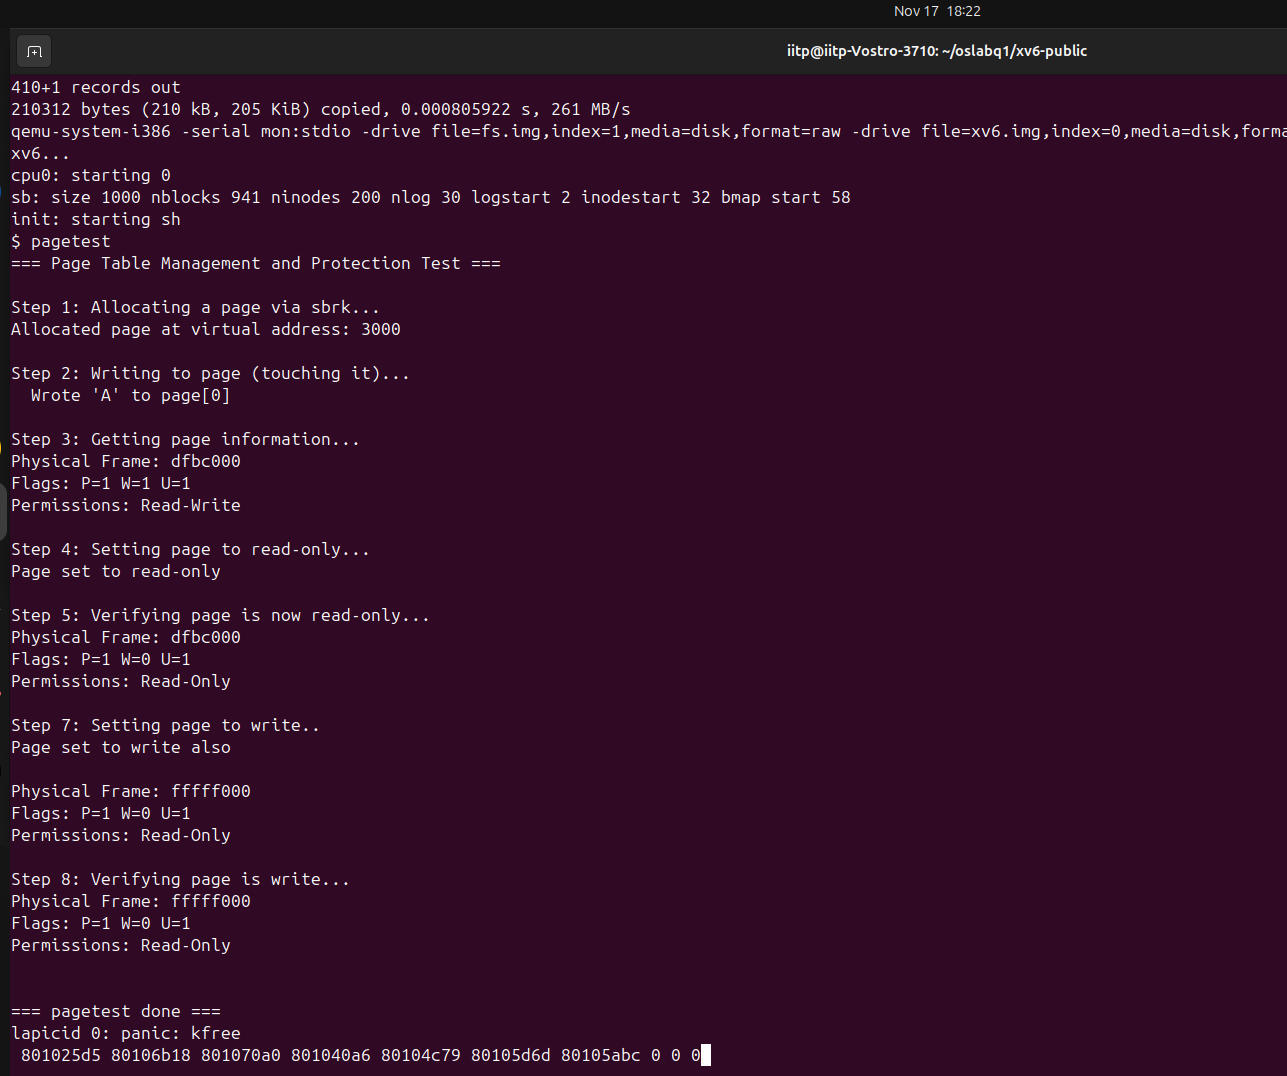 Nov 17 18:22
iitp@iitp-Vostro-3710: ~/oslabq1/xv6-public
410+1 records out
210312 bytes (210 kB, 205 KiB) copied, 0.000805922 s, 261 MB/s
qemu-system-i386 -serial mon:stdio -drive file=fs.img,index=1,media=disk,format=raw -drive file=xv6.img,index=0,media=disk,forma
xv6...
cpu0: starting 0
sb: size 1000 nblocks 941 ninodes 200 nlog 30 logstart 2 inodestart 32 bmap start 58
init: starting sh
$ pagetest
=== Page Table Management and Protection Test ===
Step 1: Allocating a page via sbrk...
Allocated page at virtual address: 3000
Step 2: Writing to page (touching it)...
Wrote 'A' to page[0]
Step 3: Getting page information...
Physical Frame: dfbc000
Flags: P=1 W=1 U=1
Permissions: Read-Write
Step 4: Setting page to read-only...
Page set to read-only
Step 5: Verifying page is now read-only...
Physical Frame: dfbc000
Flags: P=1 W=0 U=1
Permissions: Read-Only
Step 7: Setting page to write..
Page set to write also
Physical Frame: fffff000
Flags: P=1 W=0 U=1
Permissions: Read-Only
Step 8: Verifying page is write...
Physical Frame: fffff000
Flags: P=1 W=0 U=1
Permissions: Read-Only
=== pagetest done ===
lapicid 0: panic: kfree
801025d5 80106b18 801070a0 801040a6 80104c79 80105d6d 80105abc 0 0 0